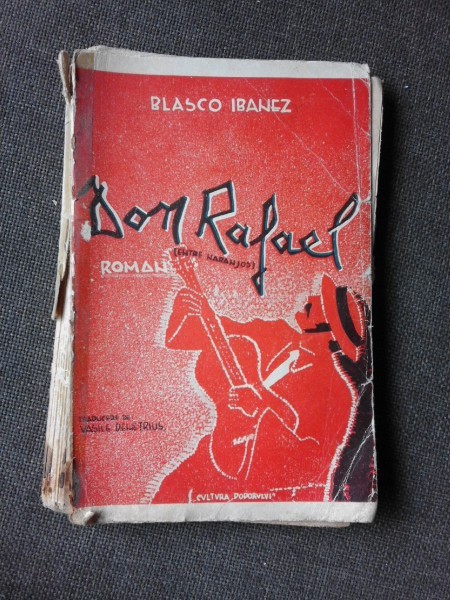 BLASCO IBANEZ
Don Rafael
(ENTRE NARANJOS)
ROMAN
TRADUCERE DE
VASILE DEMETRIUS
"CULTURA POPORULUI"